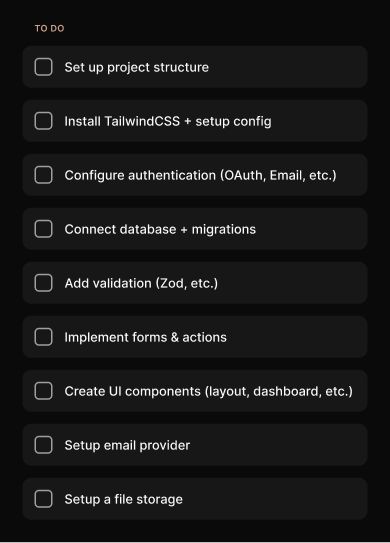 TO DO
Set up project structure
Install TailwindCSS + setup config
Configure authentication (OAuth, Email, etc.)
Connect database + migrations
Add validation (Zod, etc.)
Implement forms & actions
Create UI components (layout, dashboard, etc.)
Setup email provider
Setup a file storage